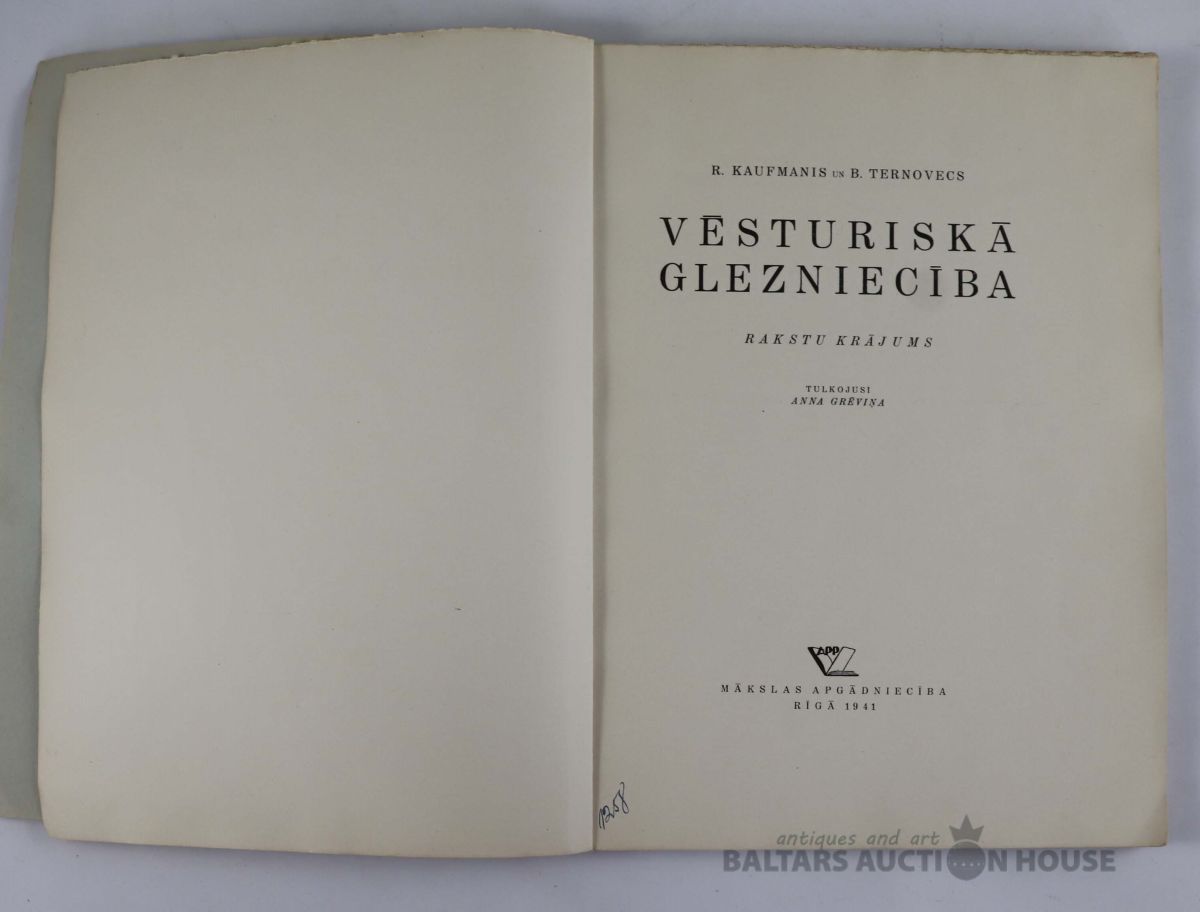 R. KAUFMANIS UN B. TERNOVECS
VĒSTURISKĀ
GLEZNIECĪBA
RAKSTU KRĀJUMS
TULKOJUSI
ANNA GRĒVIŅA
APP
MĀKSLAS APGĀDNIECĪBA
RĪGĀ 1941
antiques and art
BALTARS AUCTION HOUSE